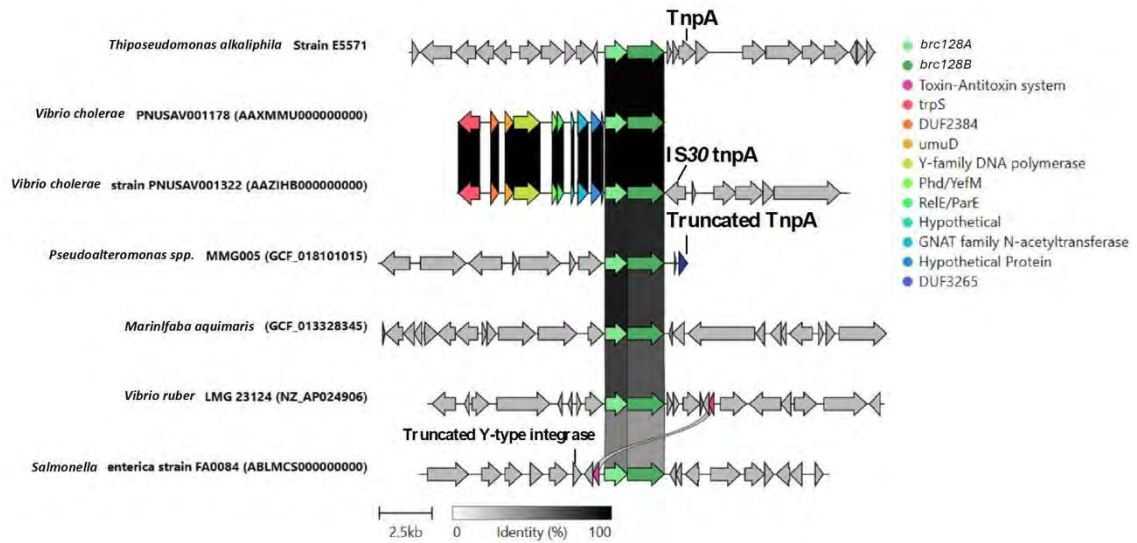 TnpA
Thiposeudomonas alkaliphila Strain E5571
Vibrio cholerae PNUSAV001178 (AAXMMU000000000)
IS30 tnpA
Vibrio cholerae strain PNUSAV001322 (AAZIHB000000000)
Truncated TnpA
Pseudoalteromonas spp. MMG005 (GCF_018101015)
Marinlfaba aquimaris (GCF_013328345)
Vibrio ruber LMG 23124 (NZ_AP024906)
Truncated Y-type integrase
Salmonella enterica strain FA0084 (ABLMCS000000000)
2.5kb
0 Identity (%) 100
brc128A
brc128B
Toxin-Antitoxin system
trpS
DUF2384
umuD
Y-family DNA polymerase
Phd/YefM
RelE/ParE
Hypothetical
GNAT family N-acetyltransferase
Hypothetical Protein
DUF3265